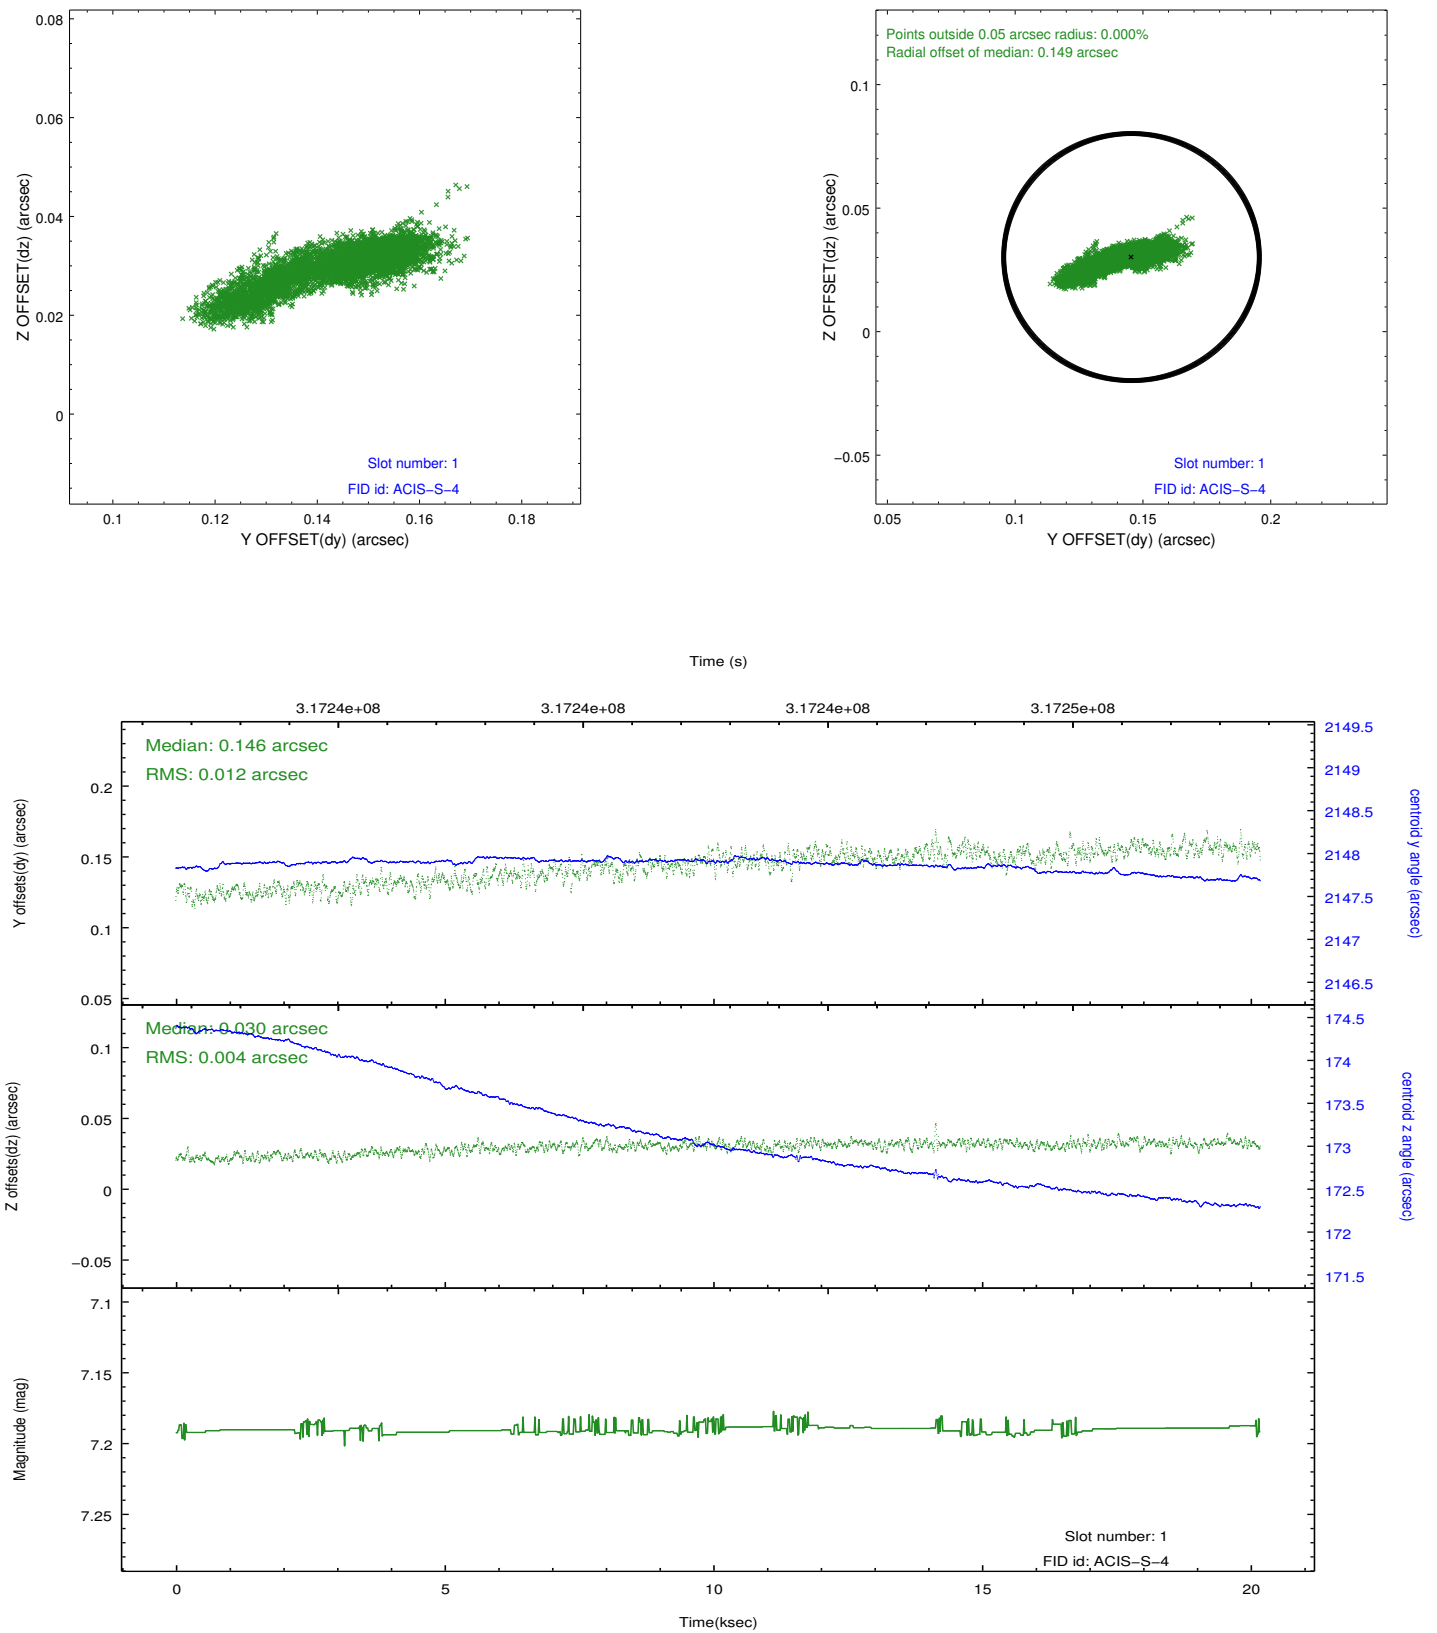 0.08
0.06
0.04
0.02
0
Z OFFSET(dz) (arcsec)
Slot number: 1
FID id: ACIS−S−4
0.1 0.12 0.14 0.16 0.18
Y OFFSET(dy) (arcsec)
Points outside 0.05 arcsec radius: 0.000%
Radial offset of median: 0.149 arcsec
0.1
0.05
0
−0.05
Z OFFSET(dz) (arcsec)
Slot number: 1
FID id: ACIS−S−4
0.05 0.1 0.15 0.2
Y OFFSET(dy) (arcsec)
Time (s)
3.1724e+08 3.1724e+08 3.1724e+08 3.1725e+08
Median: 0.146 arcsec
RMS: 0.012 arcsec
0.2
0.15
0.1
0.05
Y offsets(dy) (arcsec)
2149.5
2149
2148.5
2148
2147.5
2147
2146.5
centroid y angle (arcsec)
Median: 0.030 arcsec
RMS: 0.004 arcsec
0.1
0.05
0
−0.05
Z offsets(dz) (arcsec)
174.5
174
173.5
173
172.5
172
171.5
centroid z angle (arcsec)
7.1
7.15
7.2
7.25
Magnitude (mag)
Slot number: 1
FID id: ACIS−S−4
0 5 10 15 20
Time(ksec)